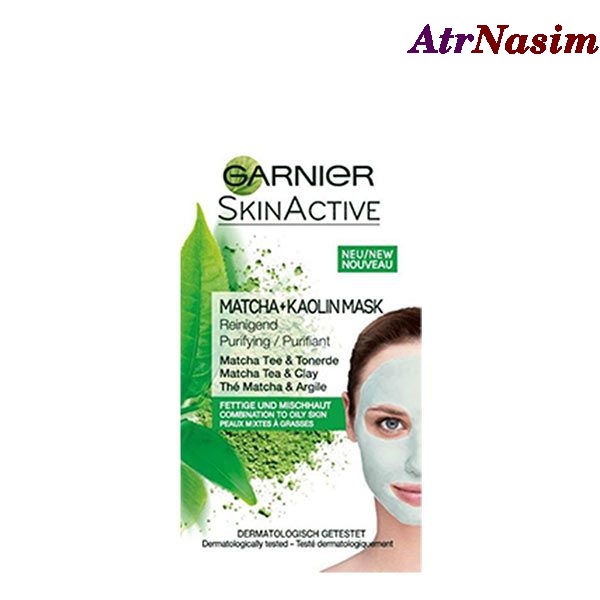 AtrNasim
GARNIER
SKINACTIVE
NEU/NEW
NOUVEAU
MATCHA+KAOLIN MASK
Reinigend
Purifying / Purifiant
Matcha Tee & Tonerde
Matcha Tea & Clay
Thé Matcha & Argile
FETTIGE UND MISCHHAUT
COMBINATION TO OILY SKIN
PEAUX MIXTES À GRASSES
DERMATOLOGISCH GETESTET
Dermatologically tested – Testé dermatologiquement